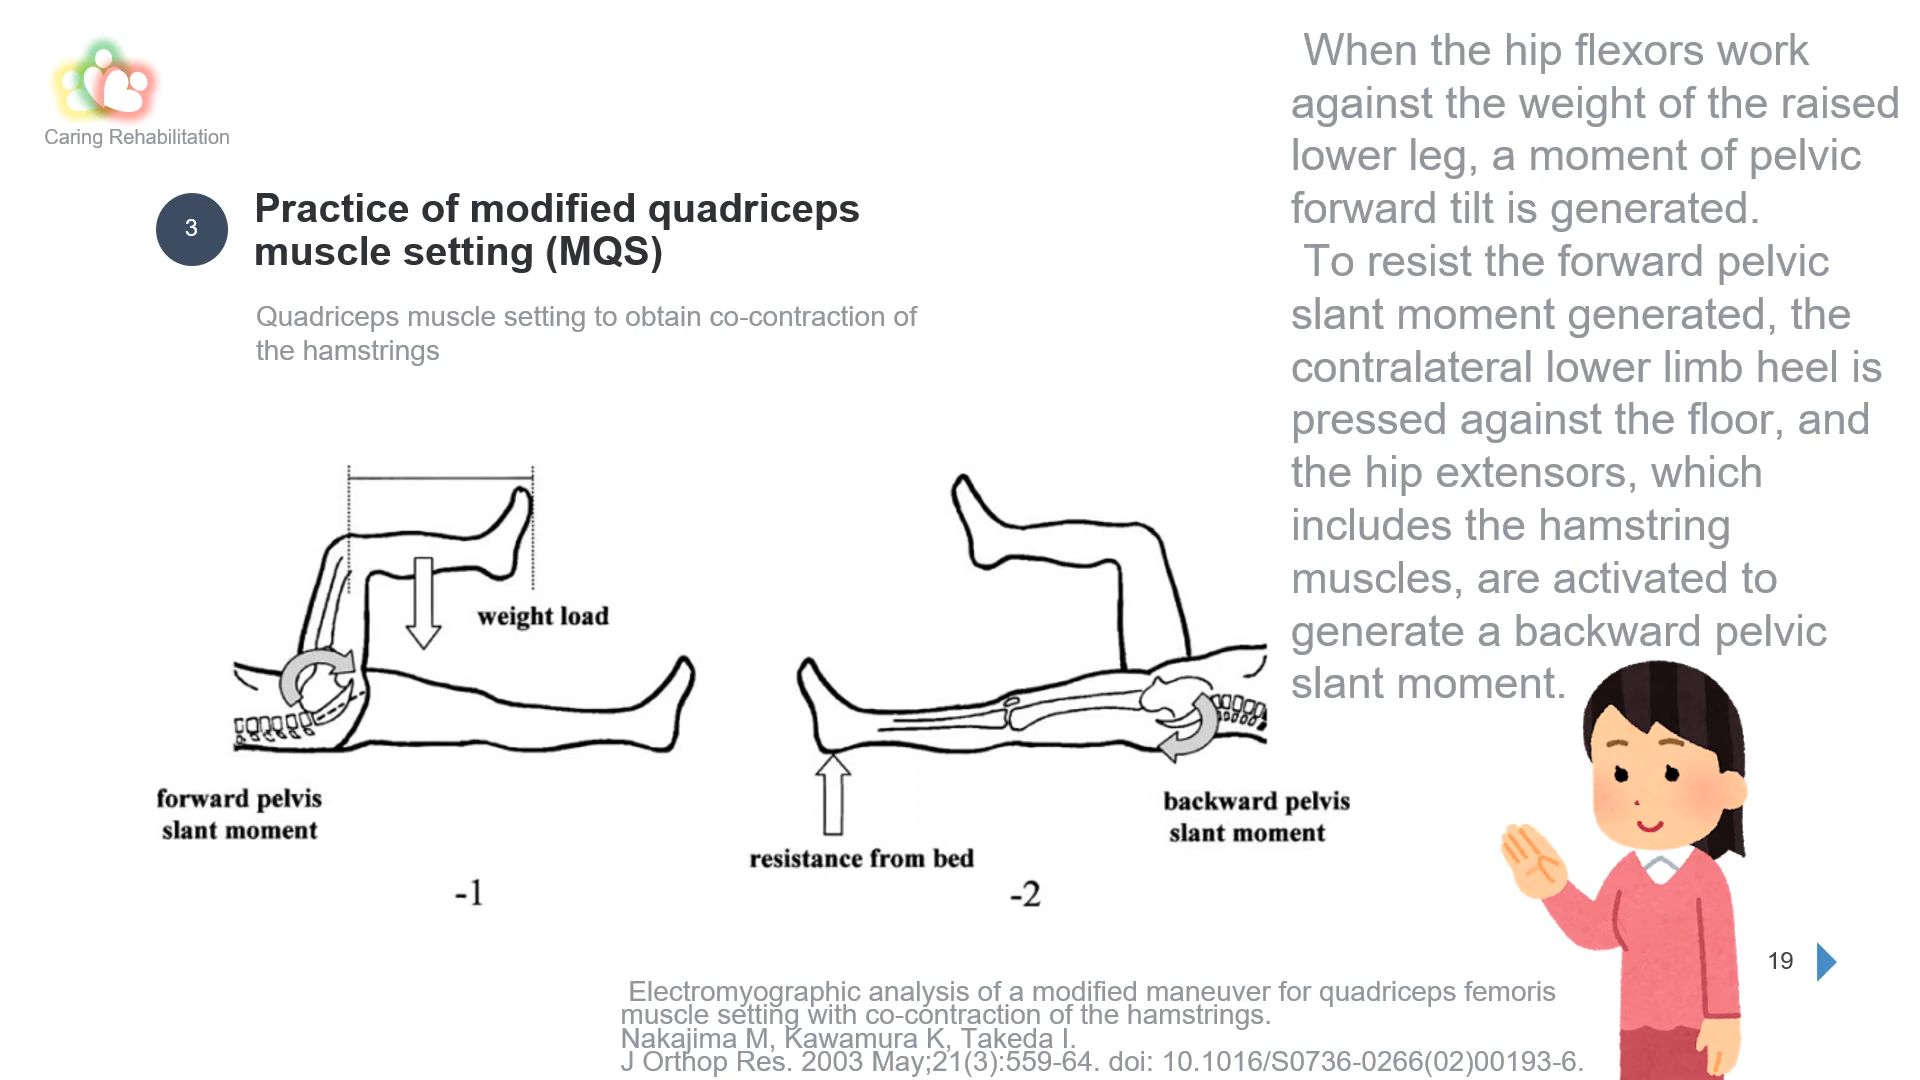 Caring Rehabilitation
3
Practice of modified quadriceps
muscle setting (MQS)
Quadriceps muscle setting to obtain co-contraction of
the hamstrings
When the hip flexors work
against the weight of the raised
lower leg, a moment of pelvic
forward tilt is generated.
To resist the forward pelvic
slant moment generated, the
contralateral lower limb heel is
pressed against the floor, and
the hip extensors, which
includes the hamstring
muscles, are activated to
generate a backward pelvic
slant moment.
weight load
forward pelvis
slant moment
-1
resistance from bed
backward pelvis
slant moment
-2
Electromyographic analysis of a modified maneuver for quadriceps femoris
muscle setting with co-contraction of the hamstrings.
Nakajima M, Kawamura K, Takeda I.
J Orthop Res. 2003 May;21(3):559-64. doi: 10.1016/S0736-0266(02)00193-6.
19